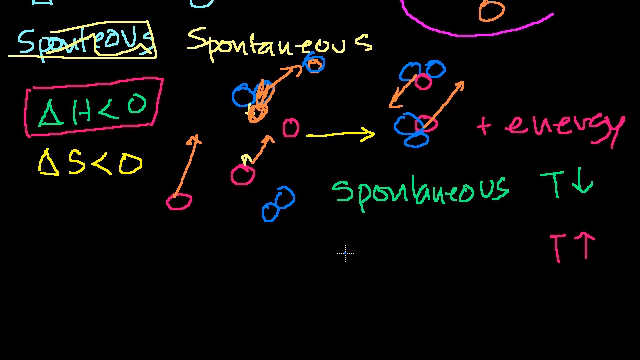 Sponteous Spontaneous
ΔH<0
+ energy
ΔS<0
Spontaneous T↓
T↑